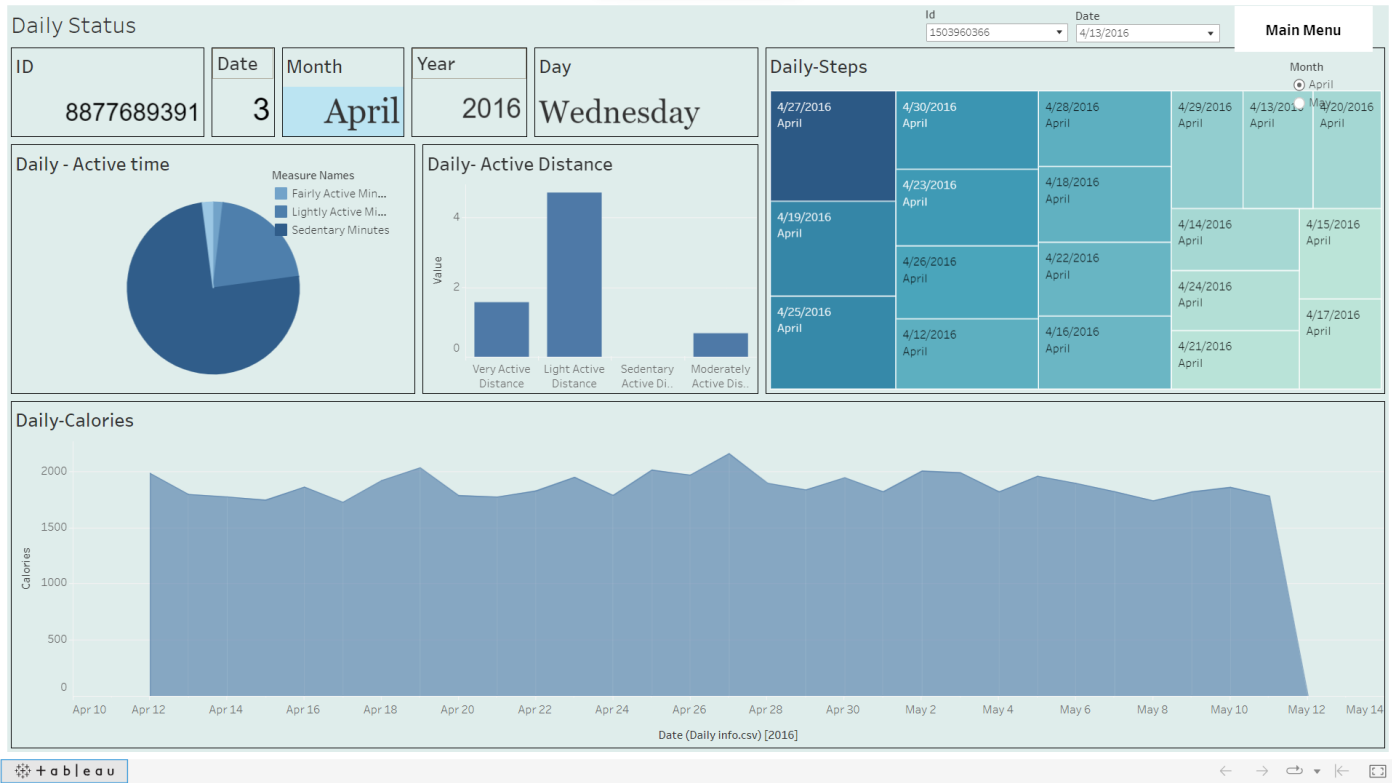 Daily Status
Id
1503960366
Date
4/13/2016
Main Menu
ID
8877689391
Date
3
Month
April
Year
2016
Day
Wednesday
Daily-Steps
Month
April
May
4/27/2016
April
4/19/2016
April
4/25/2016
April
4/30/2016
April
4/23/2016
April
4/26/2016
April
4/12/2016
April
4/28/2016
April
4/18/2016
April
4/22/2016
April
4/16/2016
April
4/29/2016
April
4/13/2016
April
4/20/2016
April
4/14/2016
April
4/24/2016
April
4/21/2016
April
4/15/2016
April
4/17/2016
April
Daily - Active time
Measure Names
Fairly Active Min...
Lightly Active Mi...
Sedentary Minutes
Daily- Active Distance
Value
4
2
0
Very Active
Distance
Light Active
Distance
Sedentary
Active Di..
Moderately
Active Dis..
Daily-Calories
Calories
2000
1500
1000
500
0
Apr 10 Apr 12 Apr 14 Apr 16 Apr 18 Apr 20 Apr 22 Apr 24 Apr 26 Apr 28 Apr 30 May 2 May 4 May 6 May 8 May 10 May 12 May 14
Date (Daily info.csv) [2016]
+ableau